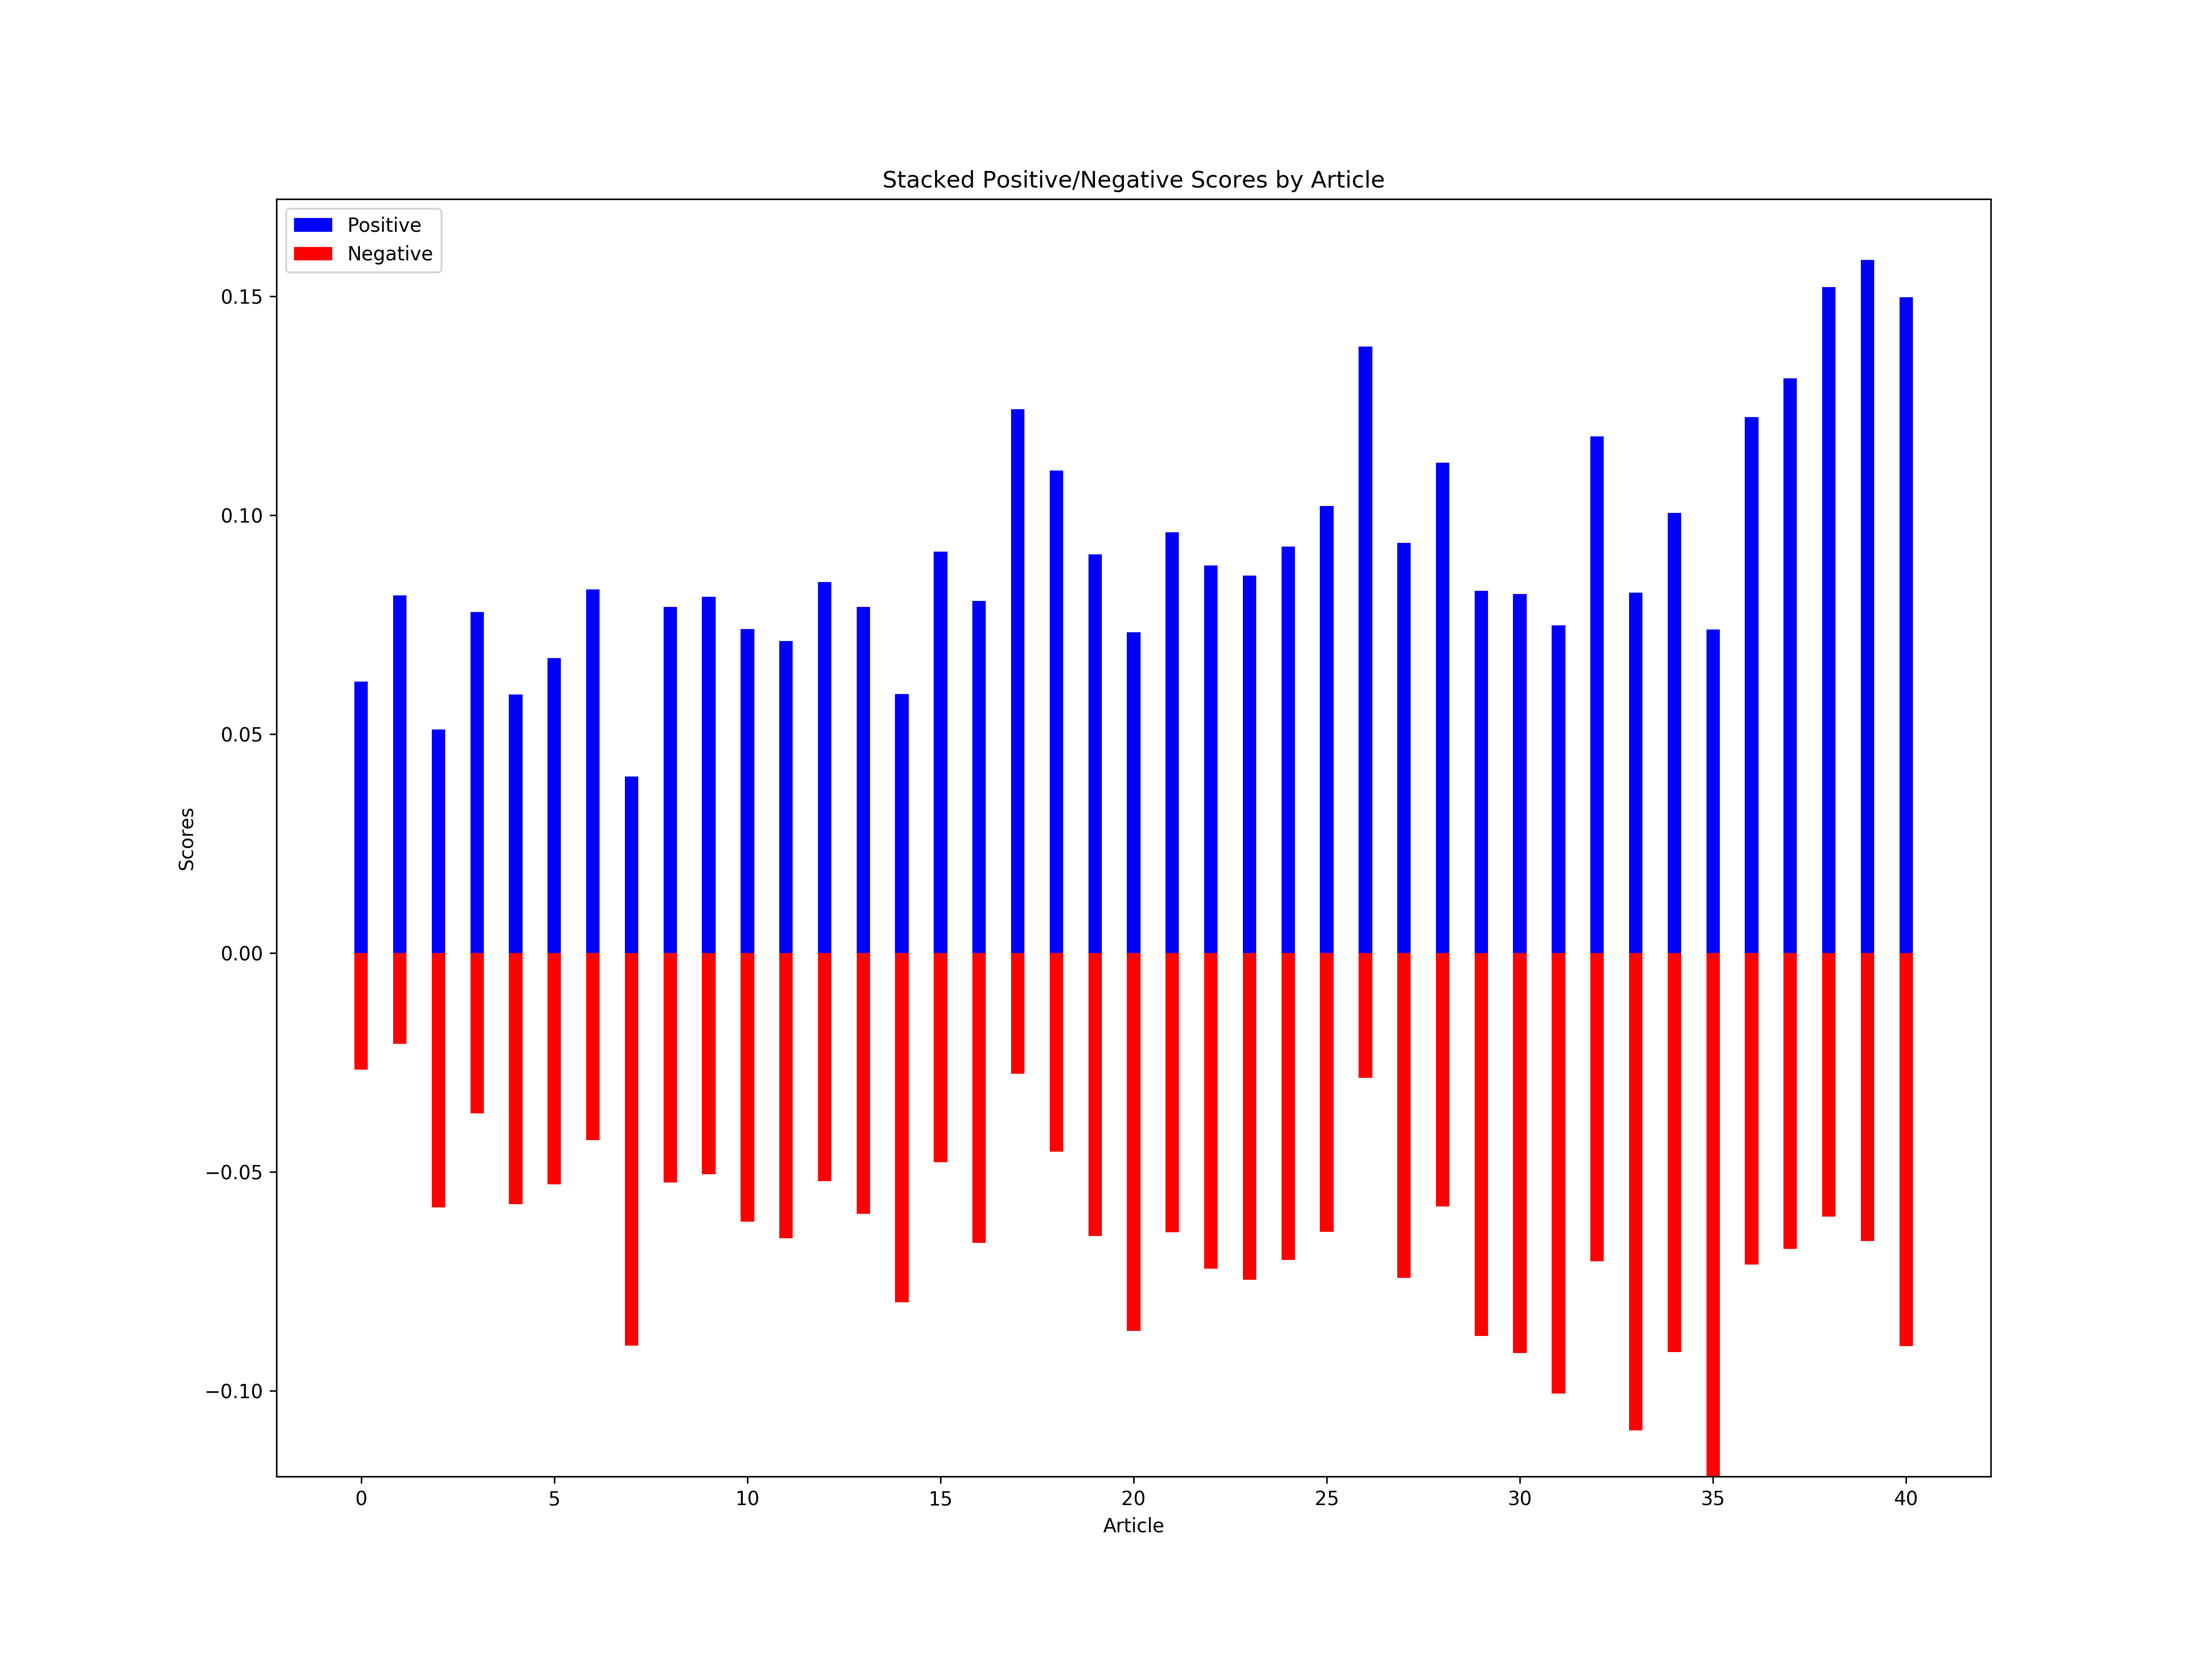 Stacked Positive/Negative Scores by Article
Positive
Negative
Scores
0.15
0.10
0.05
0.00
−0.05
−0.10
0 5 10 15 20 25 30 35 40
Article